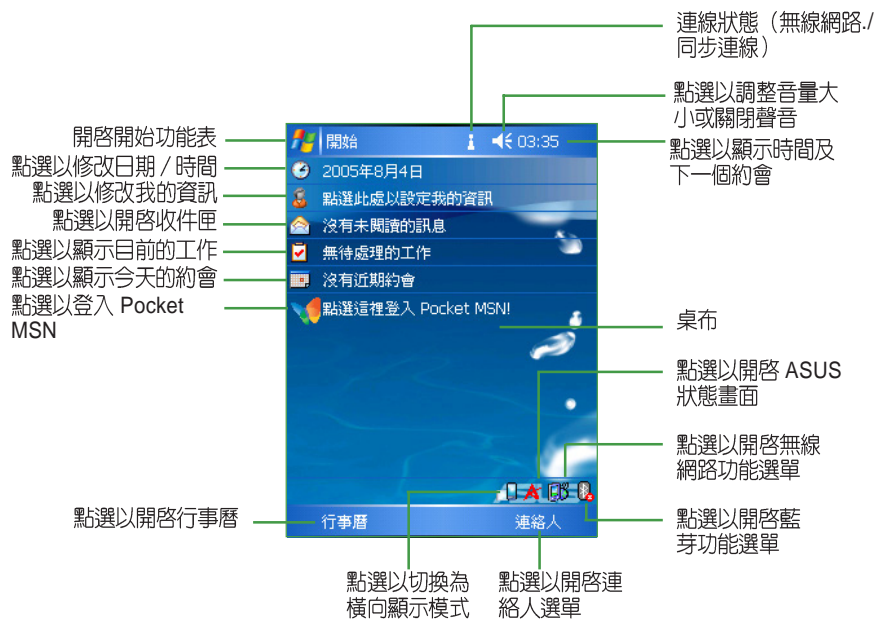 連線狀態（無線網路./
同步連線）
點選以調整音量大
小或關閉聲音
點選以顯示時間及
下一個約會
開啓開始功能表
點選以修改日期 / 時間
點選以修改我的資訊
點選以開啓收件匣
點選以顯示目前的工作
點選以顯示今天的約會
點選以登入 Pocket
MSN
開始
03:35
2005年8月4日
點選此處以設定我的資訊
沒有未閱讀的訊息
無待處理的工作
沒有近期約會
點選這裡登入 Pocket MSN!
桌布
點選以開啓 ASUS
狀態畫面
點選以開啓無線
網路功能選單
點選以開啓藍
芽功能選單
點選以開啓行事曆
行事曆
連絡人
點選以切換為
橫向顯示模式
點選以開啓連
絡人選單